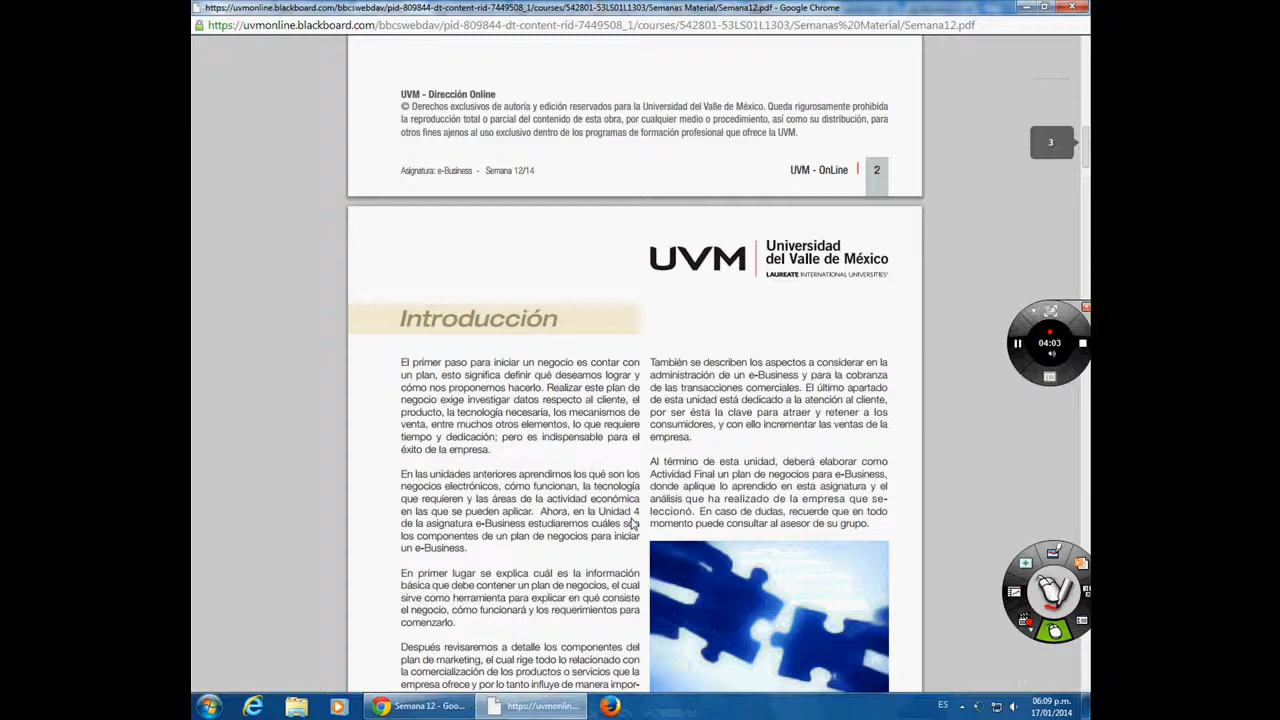 https://uvmonline.blackboard.com/bbcswebdav/pid-809844-dt-content-rid-7449508_1/courses/542801-53LS01L1303/Semanas Material/Semana12.pdf - Google Chrome
https://uvmonline.blackboard.com/bbcswebdav/pid-809844-dt-content-rid-7449508_1/courses/542801-53LS01L1303/Semanas%20Material/Semana12.pdf
UVM - Dirección Online
© Derechos exclusivos de autoría y edición reservados para la Universidad del Valle de México. Queda rigurosamente prohibida
la reproducción total o parcial del contenido de esta obra, por cualquier medio o procedimiento, así como su distribución, para
otros fines ajenos al uso exclusivo dentro de los programas de formación profesional que ofrece la UVM.
3
Asignatura: e-Business - Semana 12/14
UVM - OnLine
2
UVM
Universidad
del Valle de México
LAUREATE INTERNATIONAL UNIVERSITIES
Introducción
El primer paso para iniciar un negocio es contar con
un plan, esto significa definir qué deseamos lograr y
cómo nos proponemos hacerlo. Realizar este plan de
negocio exige investigar datos respecto al cliente, el
producto, la tecnología necesaria, los mecanismos de
venta, entre muchos otros elementos, lo que requiere
tiempo y dedicación; pero es indispensable para el
éxito de la empresa.
En las unidades anteriores aprendimos los qué son los
negocios electrónicos, cómo funcionan, la tecnología
que requieren y las áreas de la actividad económica
en las que se pueden aplicar. Ahora, en la Unidad 4
de la asignatura e-Business estudiaremos cuáles son
los componentes de un plan de negocios para iniciar
un e-Business.
En primer lugar se explica cuál es la información
básica que debe contener un plan de negocios, el cual
sirve como herramienta para explicar en qué consiste
el negocio, cómo funcionará y los requerimientos para
comenzarlo.
Después revisaremos a detalle los componentes del
plan de marketing, el cual rige todo lo relacionado con
la comercialización de los productos o servicios que la
empresa ofrece y por lo tanto influye de manera impor-
También se describen los aspectos a considerar en la
administración de un e-Business y para la cobranza
de las transacciones comerciales. El último apartado
de esta unidad está dedicado a la atención al cliente,
por ser ésta la clave para atraer y retener a los
consumidores, y con ello incrementar las ventas de la
empresa.
Al término de esta unidad, deberá elaborar como
Actividad Final un plan de negocios para e-Business,
donde aplique lo aprendido en esta asignatura y el
análisis que ha realizado de la empresa que se-
leccionó. En caso de dudas, recuerde que en todo
momento puede consultar al asesor de su grupo.
04:03
Semana 12 - Goo...
https://uvmonlin...
ES
06:09 p.m.
17/01/2014